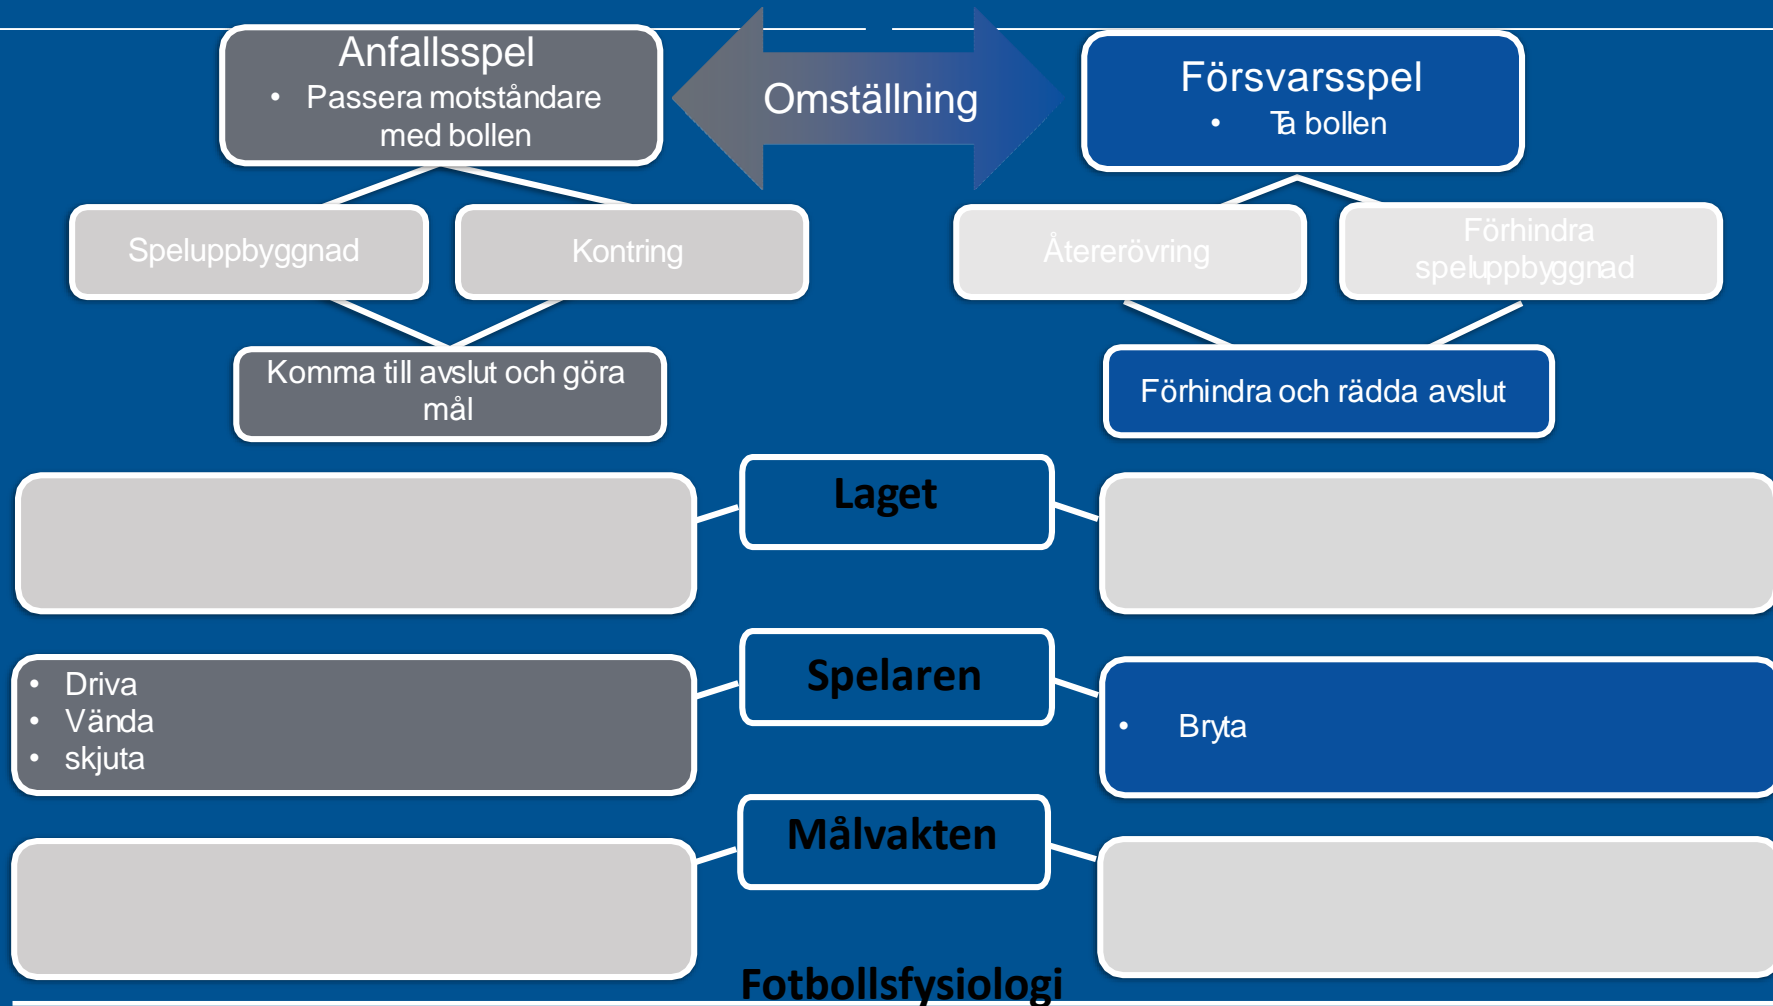 Anfallsspel
• Passera motståndare
med bollen
Omställning
Försvarsspel
• Ta bollen
Speluppbyggnad
Kontring
Återerövring
Förhindra
speluppbyggnad
Komma till avslut och göra
mål
Förhindra och rädda avslut
Laget
Spelaren
• Driva
• Vända
• skjuta
• Bryta
Målvakten
Fotbollsfysiologi